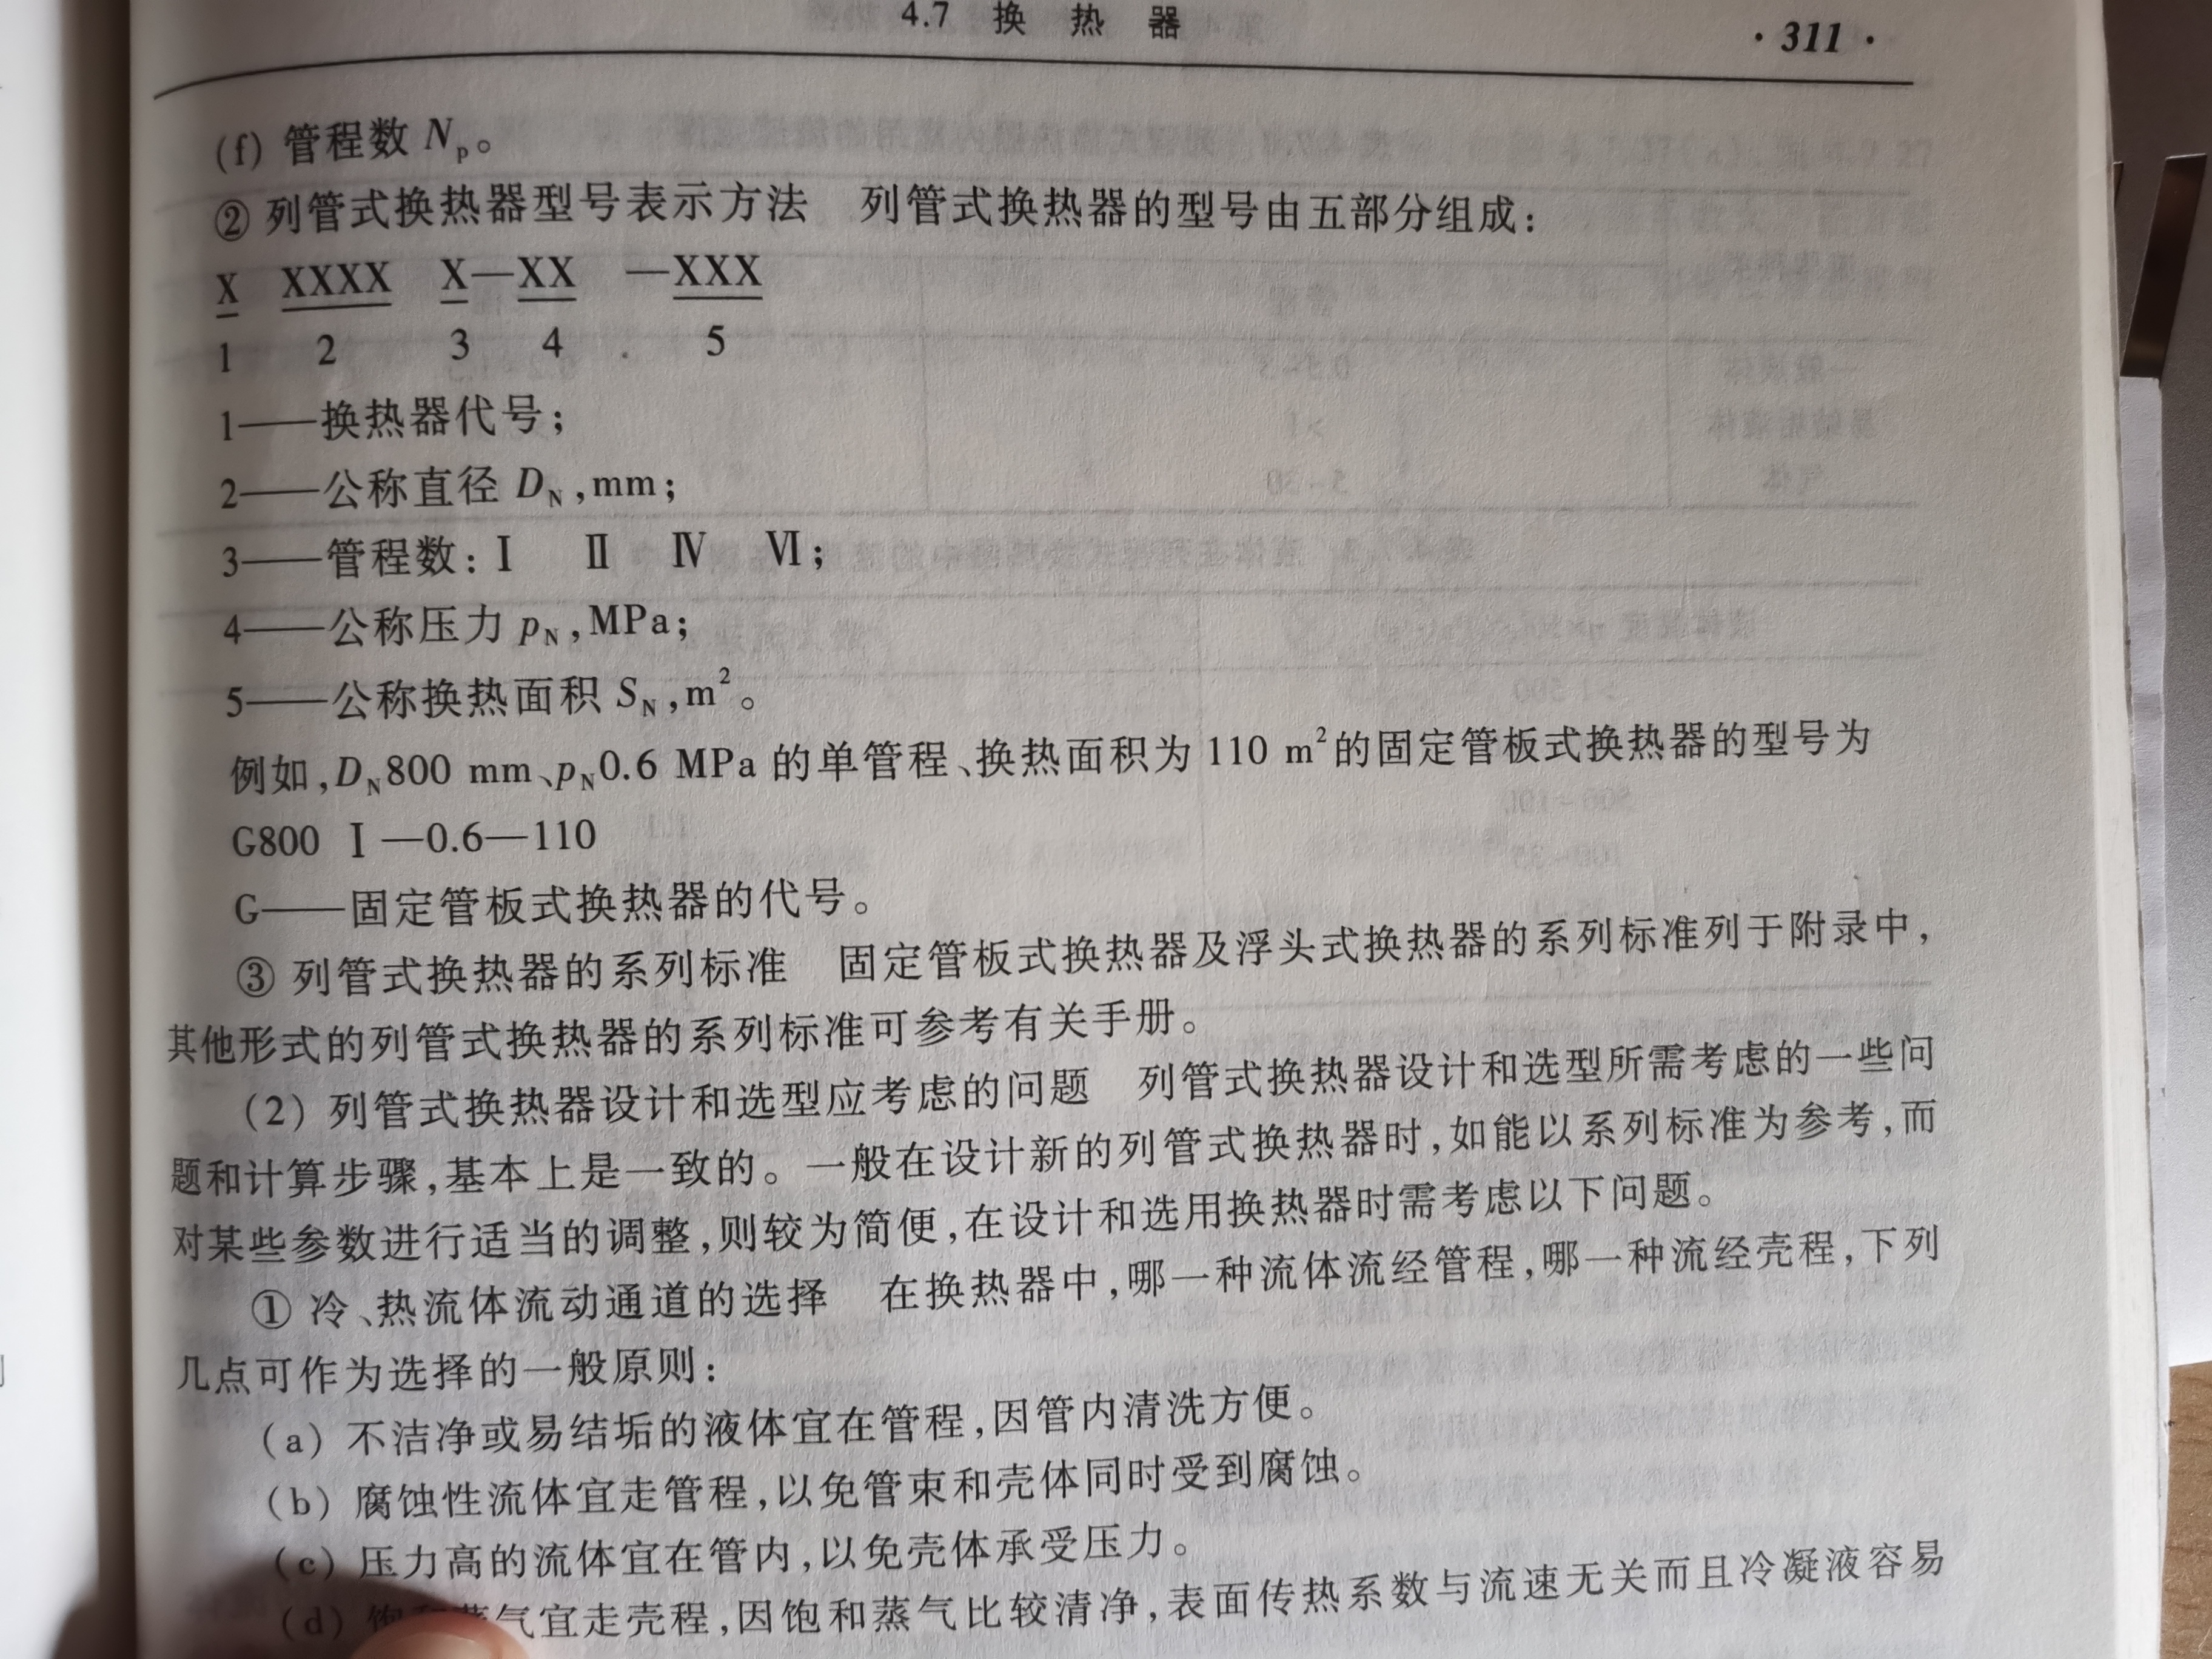 4.7 换 热 器
· 311 ·
(f) 管程数 Np。
② 列管式换热器型号表示方法 列管式换热器的型号由五部分组成:
X XXXX X—XX —XXX
1 2 3 4 5
1——换热器代号;
2——公称直径 DN,mm;
3——管程数:Ⅰ Ⅱ Ⅳ Ⅵ;
4——公称压力 pN,MPa;
5——公称换热面积 SN,m²。
例如,DN800 mm、pN0.6 MPa 的单管程、换热面积为 110 m²的固定管板式换热器的型号为
G800 Ⅰ—0.6—110
G——固定管板式换热器的代号。
③ 列管式换热器的系列标准 固定管板式换热器及浮头式换热器的系列标准列于附录中,
其他形式的列管式换热器的系列标准可参考有关手册。
(2) 列管式换热器设计和选型应考虑的问题 列管式换热器设计和选型所需考虑的一些问
题和计算步骤,基本上是一致的。一般在设计新的列管式换热器时,如能以系列标准为参考,而
对某些参数进行适当的调整,则较为简便,在设计和选用换热器时需考虑以下问题。
① 冷、热流体流动通道的选择 在换热器中,哪一种流体流经管程,哪一种流经壳程,下列
几点可作为选择的一般原则:
(a) 不洁净或易结垢的液体宜在管程,因管内清洗方便。
(b) 腐蚀性流体宜走管程,以免管束和壳体同时受到腐蚀。
(c) 压力高的流体宜在管内,以免壳体承受压力。
(d) 饱和蒸气宜走壳程,因饱和蒸气比较清净,表面传热系数与流速无关而且冷凝液容易